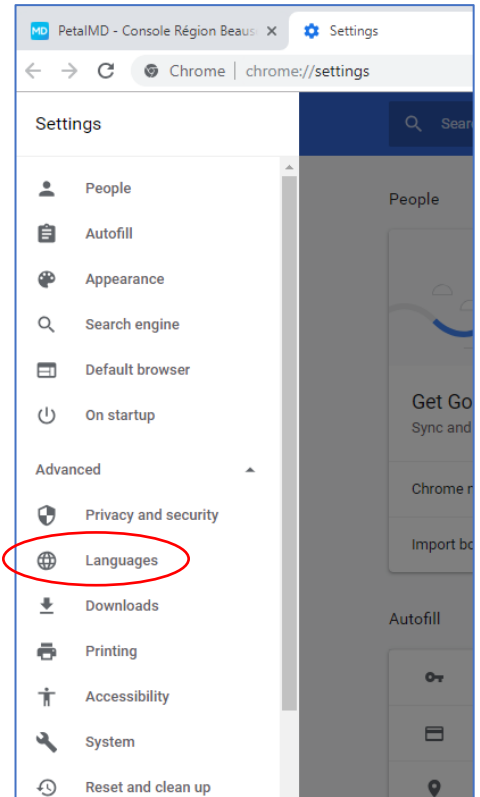 MD PetalMD - Console Région Beaus
Settings
Chrome | chrome://settings
Settings
People
Autofill
Appearance
Search engine
Default browser
On startup
Advanced
Privacy and security
Languages
Downloads
Printing
Accessibility
System
Reset and clean up
Sear
People
Get Go
Sync and
Chrome n
Import bo
Autofill